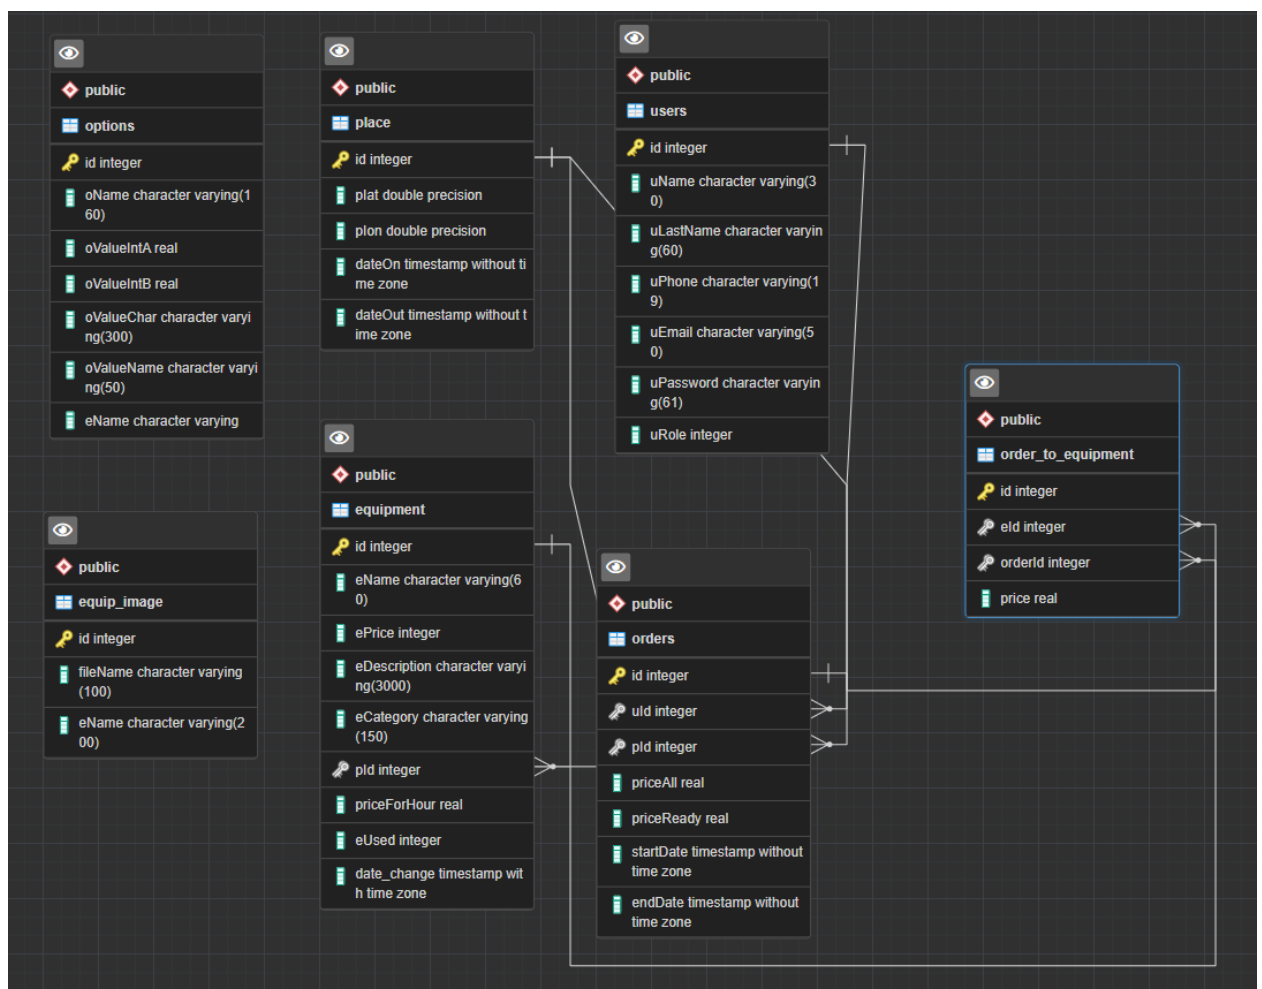 public
options
id integer
oName character varying(1
60)
oValueIntA real
oValueIntB real
oValueChar character varyi
ng(300)
oValueName character varyi
ng(50)
eName character varying
public
place
id integer
plat double precision
plon double precision
dateOn timestamp without ti
me zone
dateOut timestamp without t
ime zone
public
users
id integer
uName character varying(3
0)
uLastName character varyin
g(60)
uPhone character varying(1
9)
uEmail character varying(5
0)
uPassword character varyin
g(61)
uRole integer
public
order_to_equipment
id integer
eId integer
orderId integer
price real
public
equip_image
id integer
fileName character varying
(100)
eName character varying(2
00)
public
equipment
id integer
eName character varying(6
0)
ePrice integer
eDescription character varyi
ng(3000)
eCategory character varying
(150)
pId integer
priceForHour real
eUsed integer
date_change timestamp wit
h time zone
public
orders
id integer
uId integer
pId integer
priceAll real
priceReady real
startDate timestamp without
time zone
endDate timestamp without
time zone